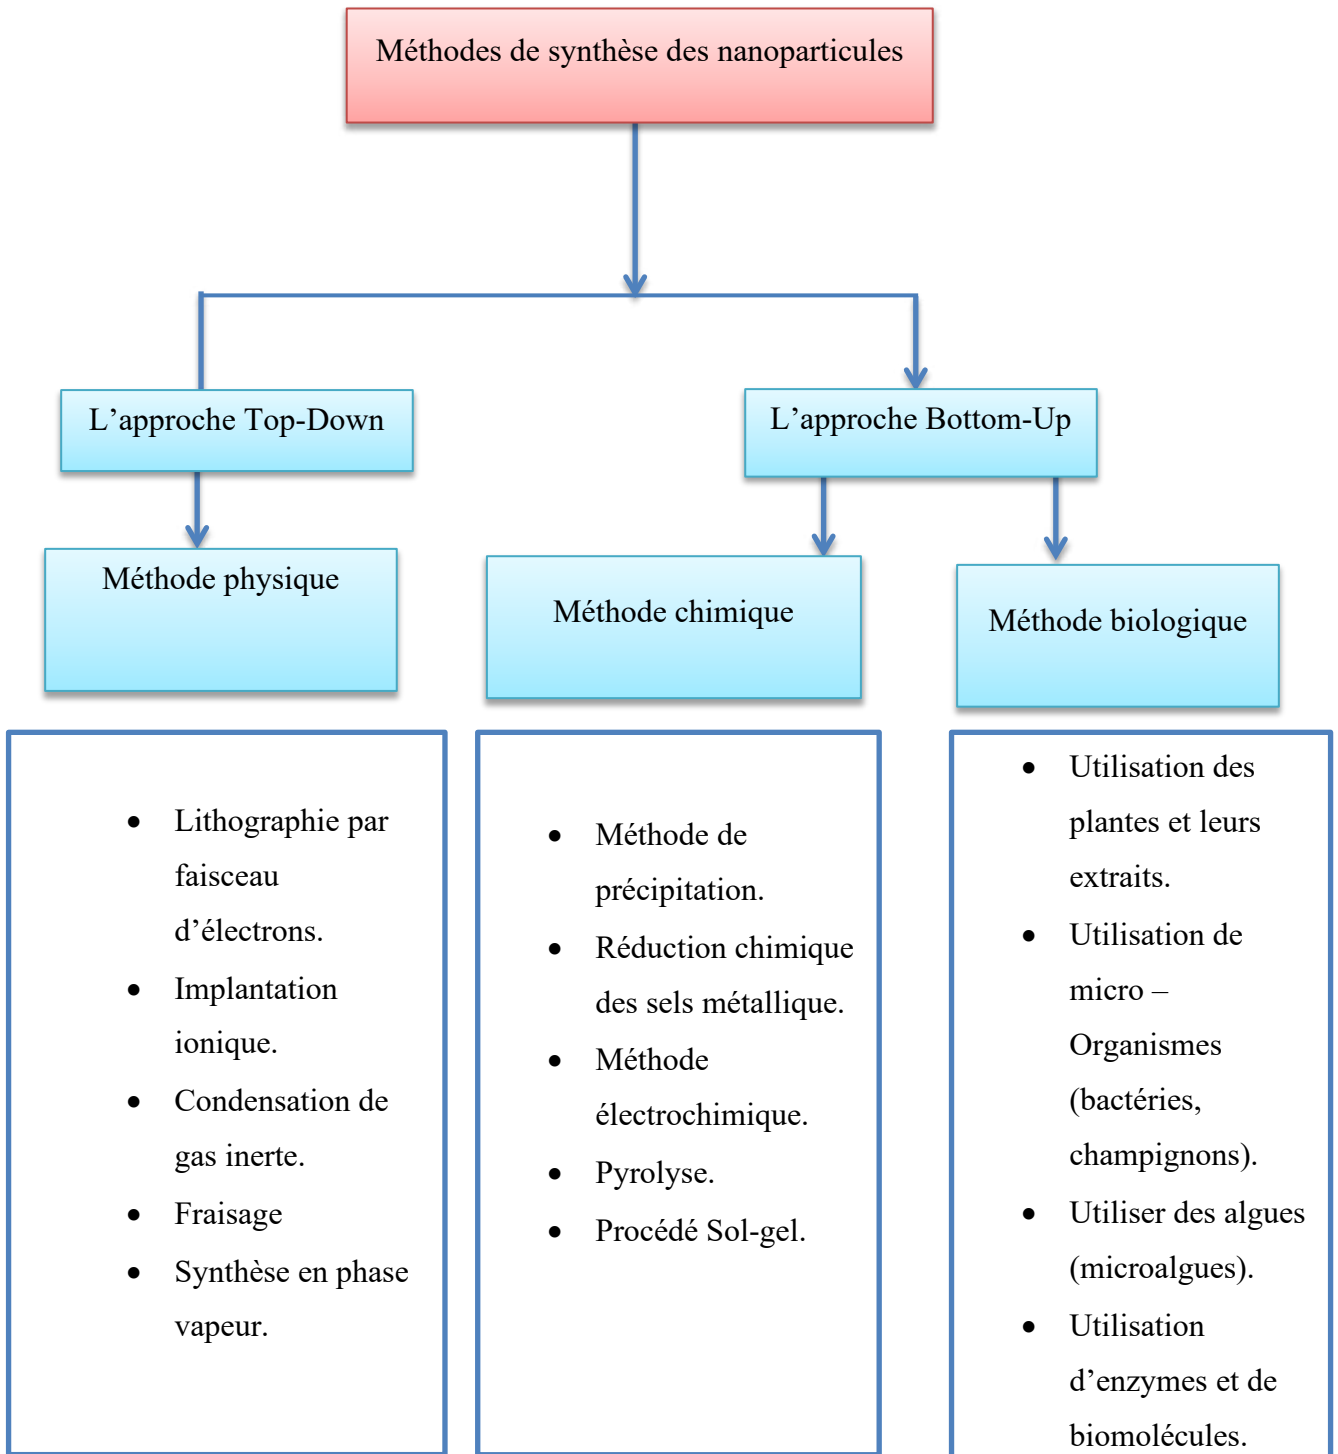 Méthodes de synthèse des nanoparticules
L’approche Top-Down
L’approche Bottom-Up
Méthode physique
Méthode chimique
Méthode biologique
• Lithographie par
faisceau
d’électrons.
• Implantation
ionique.
• Condensation de
gas inerte.
• Fraisage
• Synthèse en phase
vapeur.
• Méthode de
précipitation.
• Réduction chimique
des sels métallique.
• Méthode
électrochimique.
• Pyrolyse.
• Procédé Sol-gel.
• Utilisation des
plantes et leurs
extraits.
• Utilisation de
micro –
Organismes
(bactéries,
champignons).
• Utiliser des algues
(microalgues).
• Utilisation
d’enzymes et de
biomolécules.